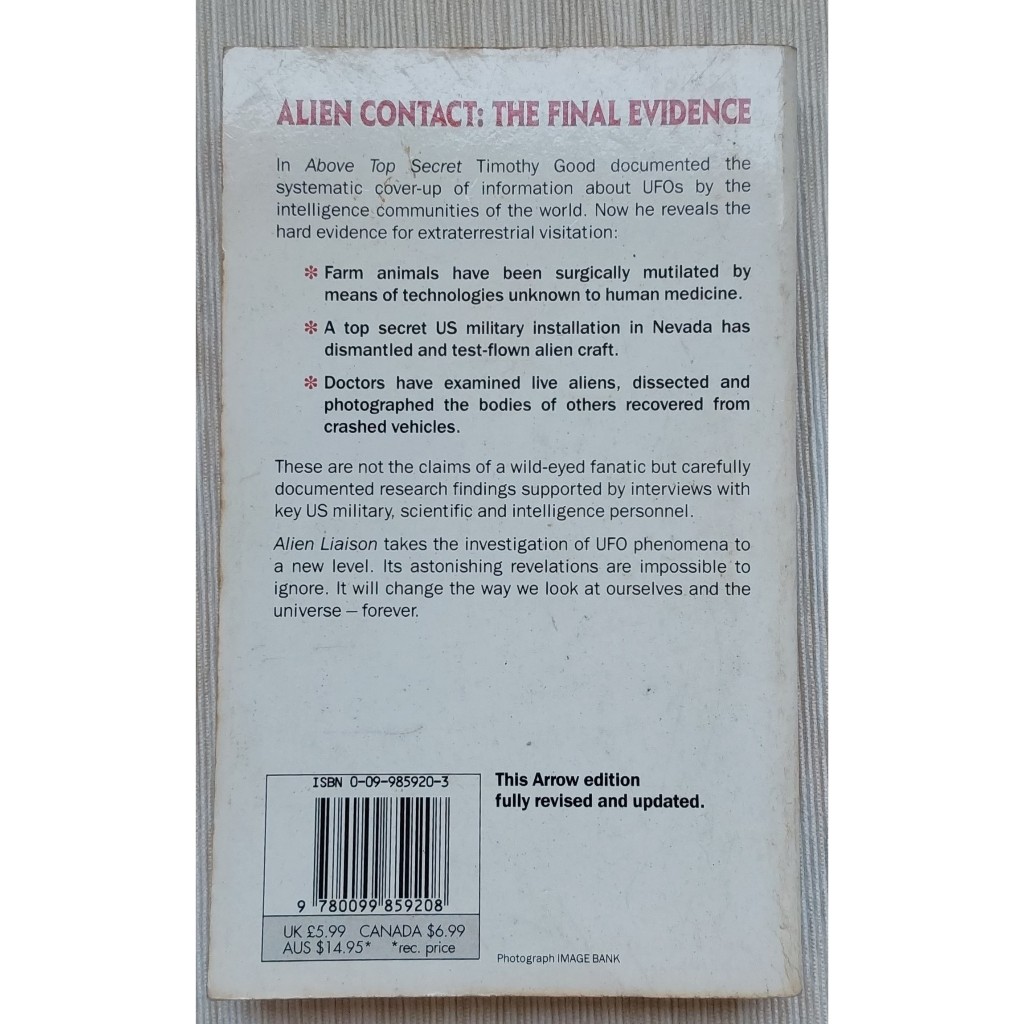 ALIEN CONTACT: THE FINAL EVIDENCE
In Above Top Secret Timothy Good documented the
systematic cover-up of information about UFOs by the
intelligence communities of the world. Now he reveals the
hard evidence for extraterrestrial visitation:
✻ Farm animals have been surgically mutilated by
means of technologies unknown to human medicine.
✻ A top secret US military installation in Nevada has
dismantled and test-flown alien craft.
✻ Doctors have examined live aliens, dissected and
photographed the bodies of others recovered from
crashed vehicles.
These are not the claims of a wild-eyed fanatic but carefully
documented research findings supported by interviews with
key US military, scientific and intelligence personnel.
Alien Liaison takes the investigation of UFO phenomena to
a new level. Its astonishing revelations are impossible to
ignore. It will change the way we look at ourselves and the
universe – forever.
ISBN 0-09-985920-3
9 780099 859208
UK £5.99 CANADA $6.99
AUS $14.95* *rec. price
This Arrow edition
fully revised and updated.
Photograph IMAGE BANK